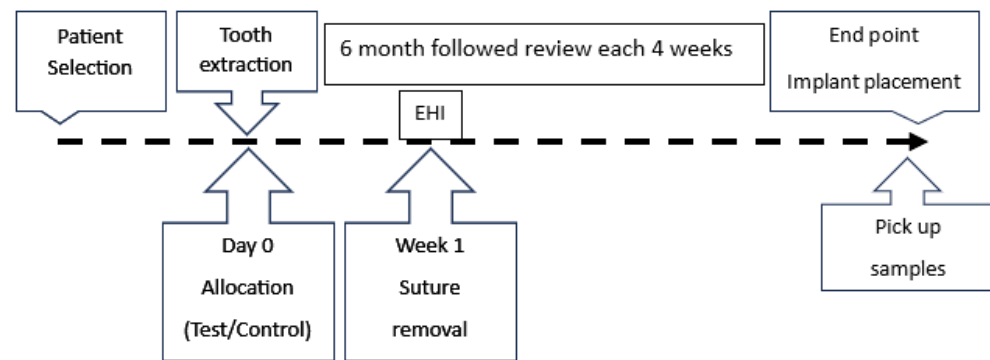 Patient
Selection
Tooth
extraction
6 month followed review each 4 weeks
End point
Implant placement
EHI
Day 0
Allocation
(Test/Control)
Week 1
Suture
removal
Pick up
samples